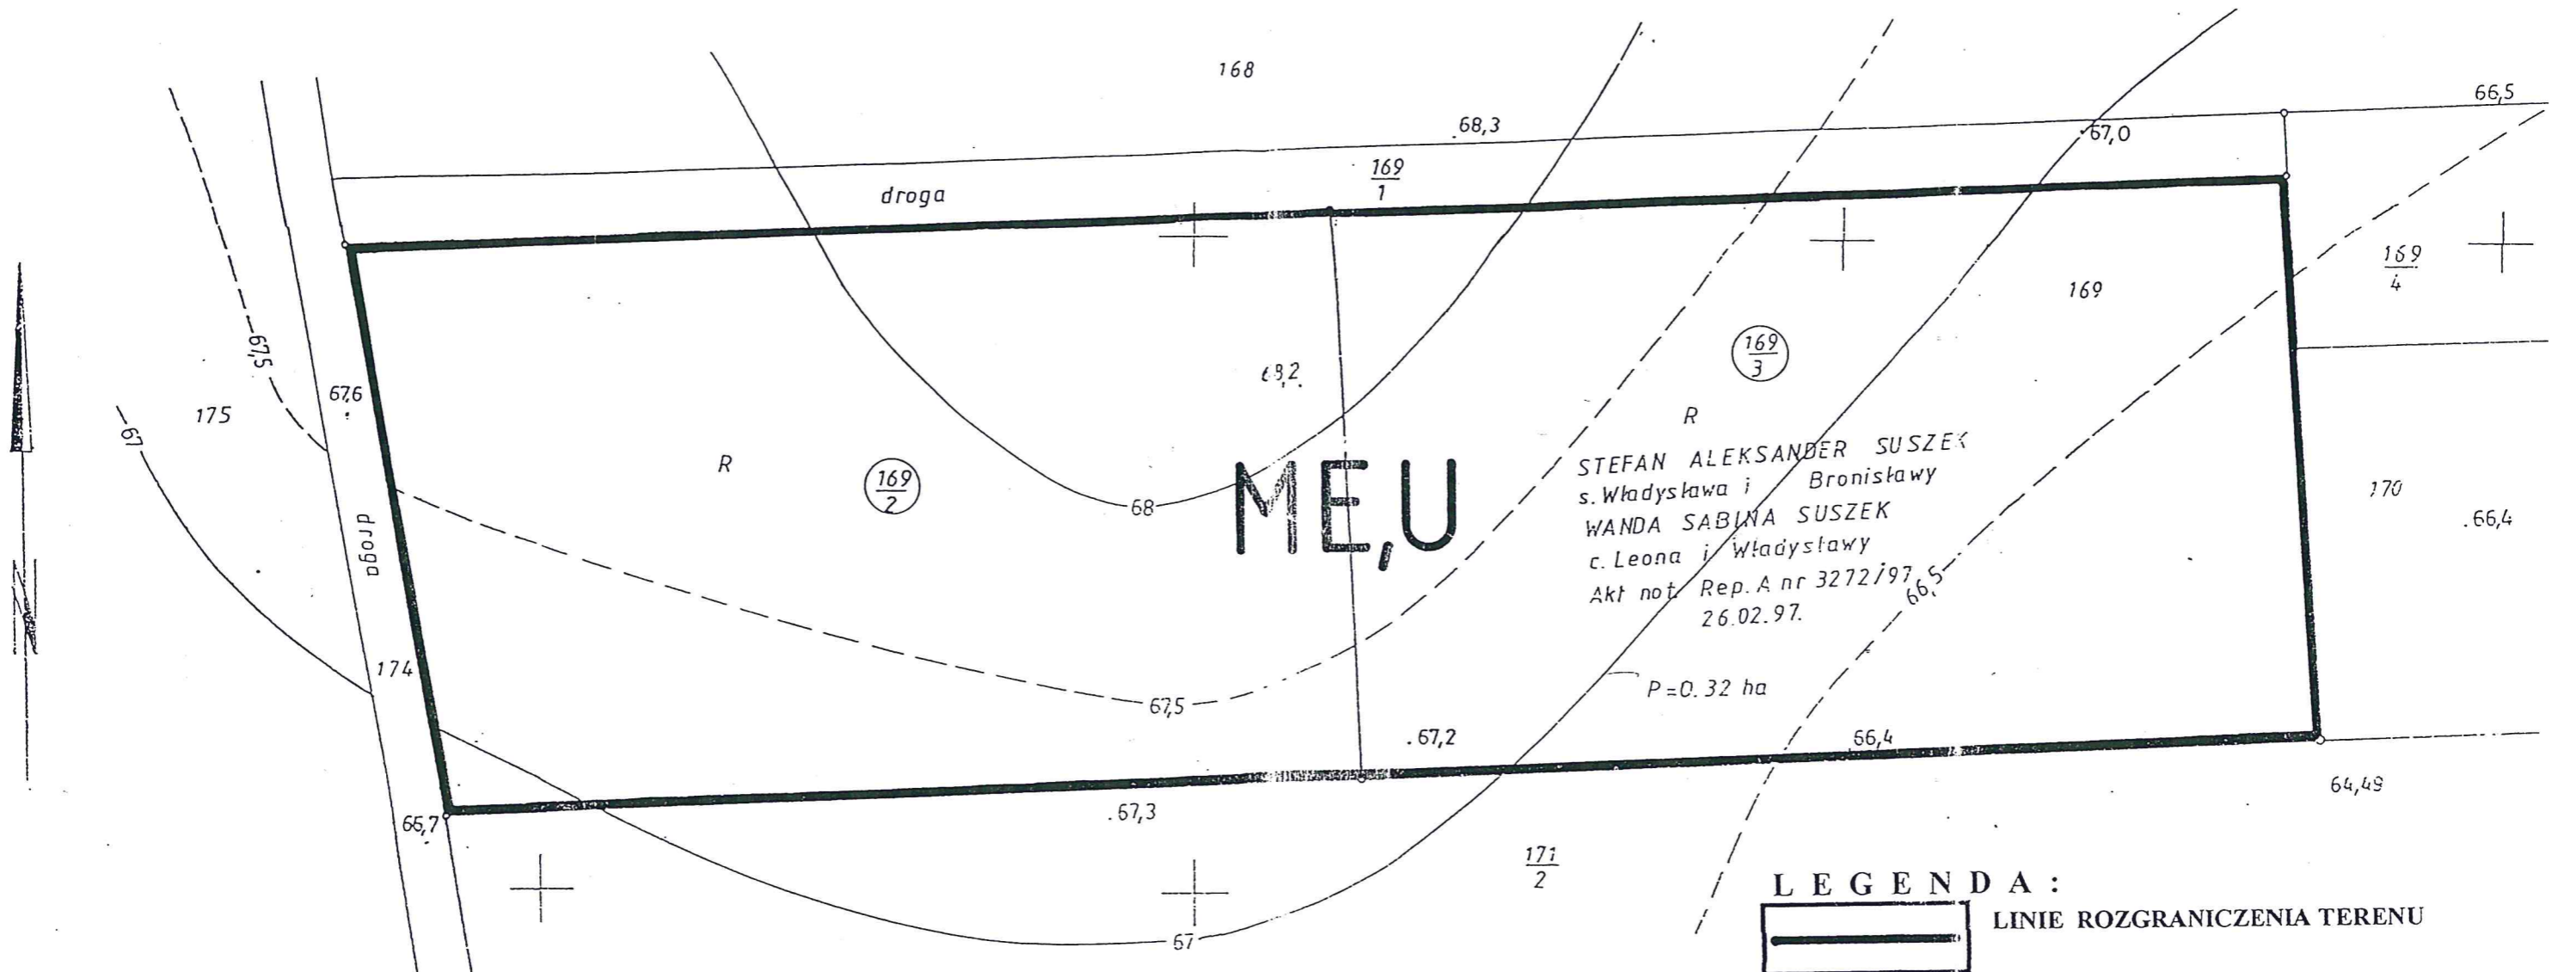 168
66,5
.68,3
67,0
169
1
droga
169
4
169
67,5
169
3
67,6
68,2
175
67
R
R
STEFAN ALEKSANDER SUSZEK
s. Władysława i Bronisławy
WANDA SABINA SUSZEK
c. Leona i Władysławy
Akt not. Rep. A nr 3272/97
26.02.97.
169
2
68
ME,U
170
.66,4
droga
66,5
N
174
P=0.32 ha
67,5
.67,2
66,4
64,49
66,7
.67,3
171
2
67
LEGENDA:
LINIE ROZGRANICZENIA TERENU